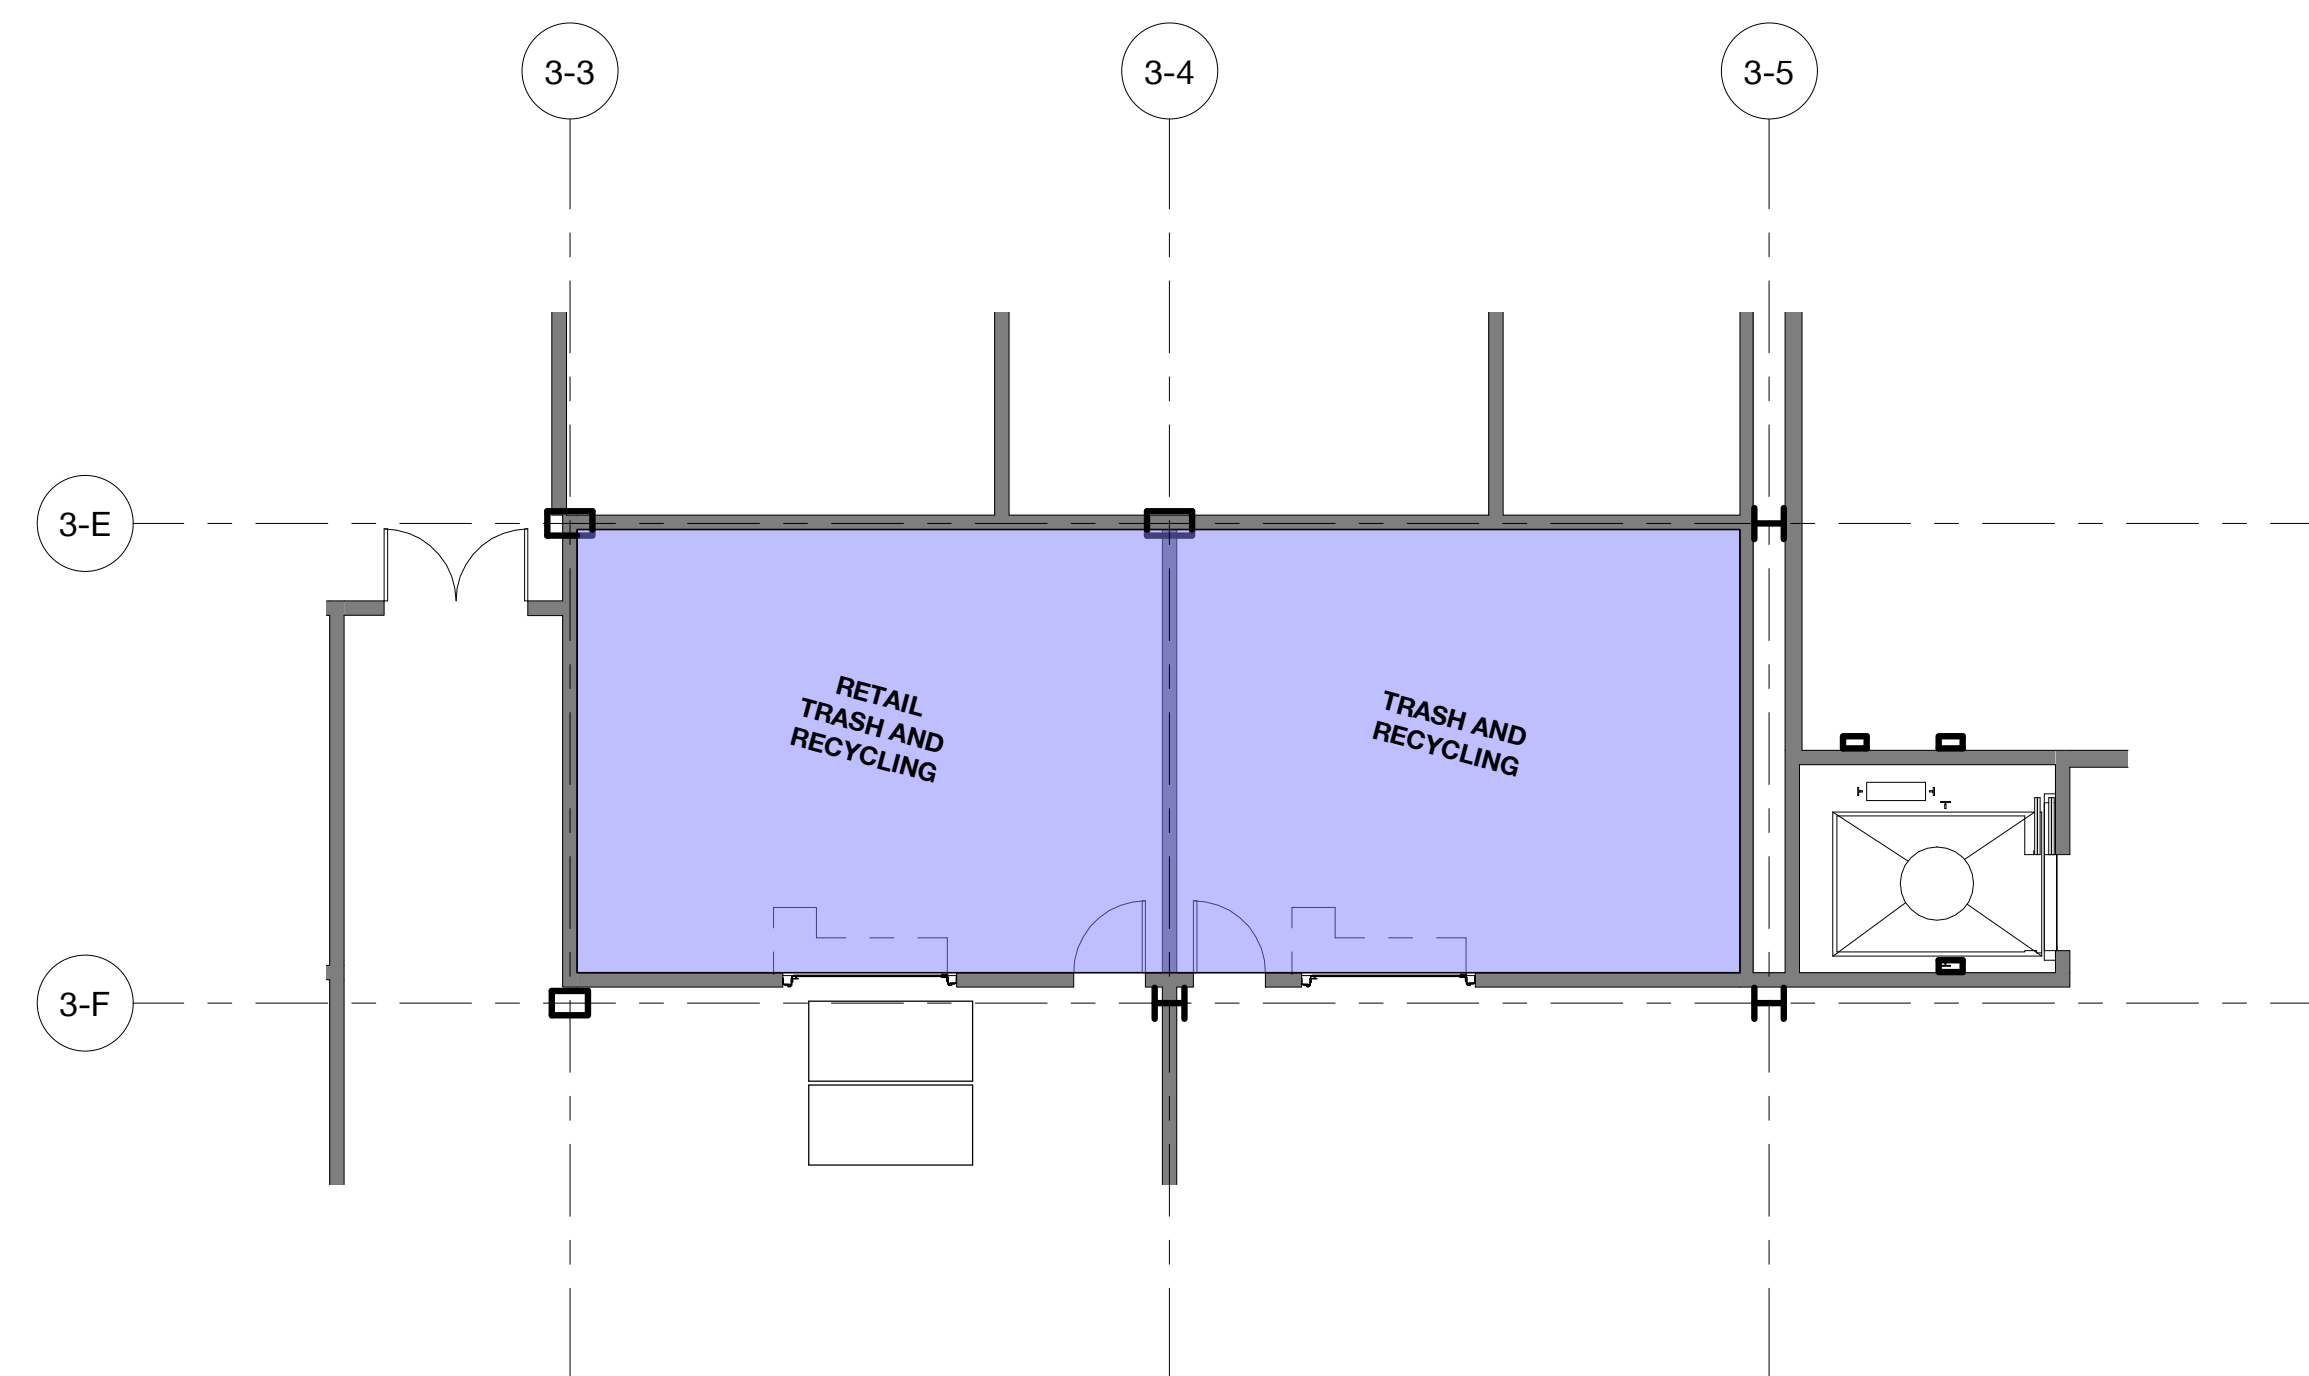 3-3
3-4
3-5
3-E
RETAIL
TRASH AND
RECYCLING
TRASH AND
RECYCLING
3-F